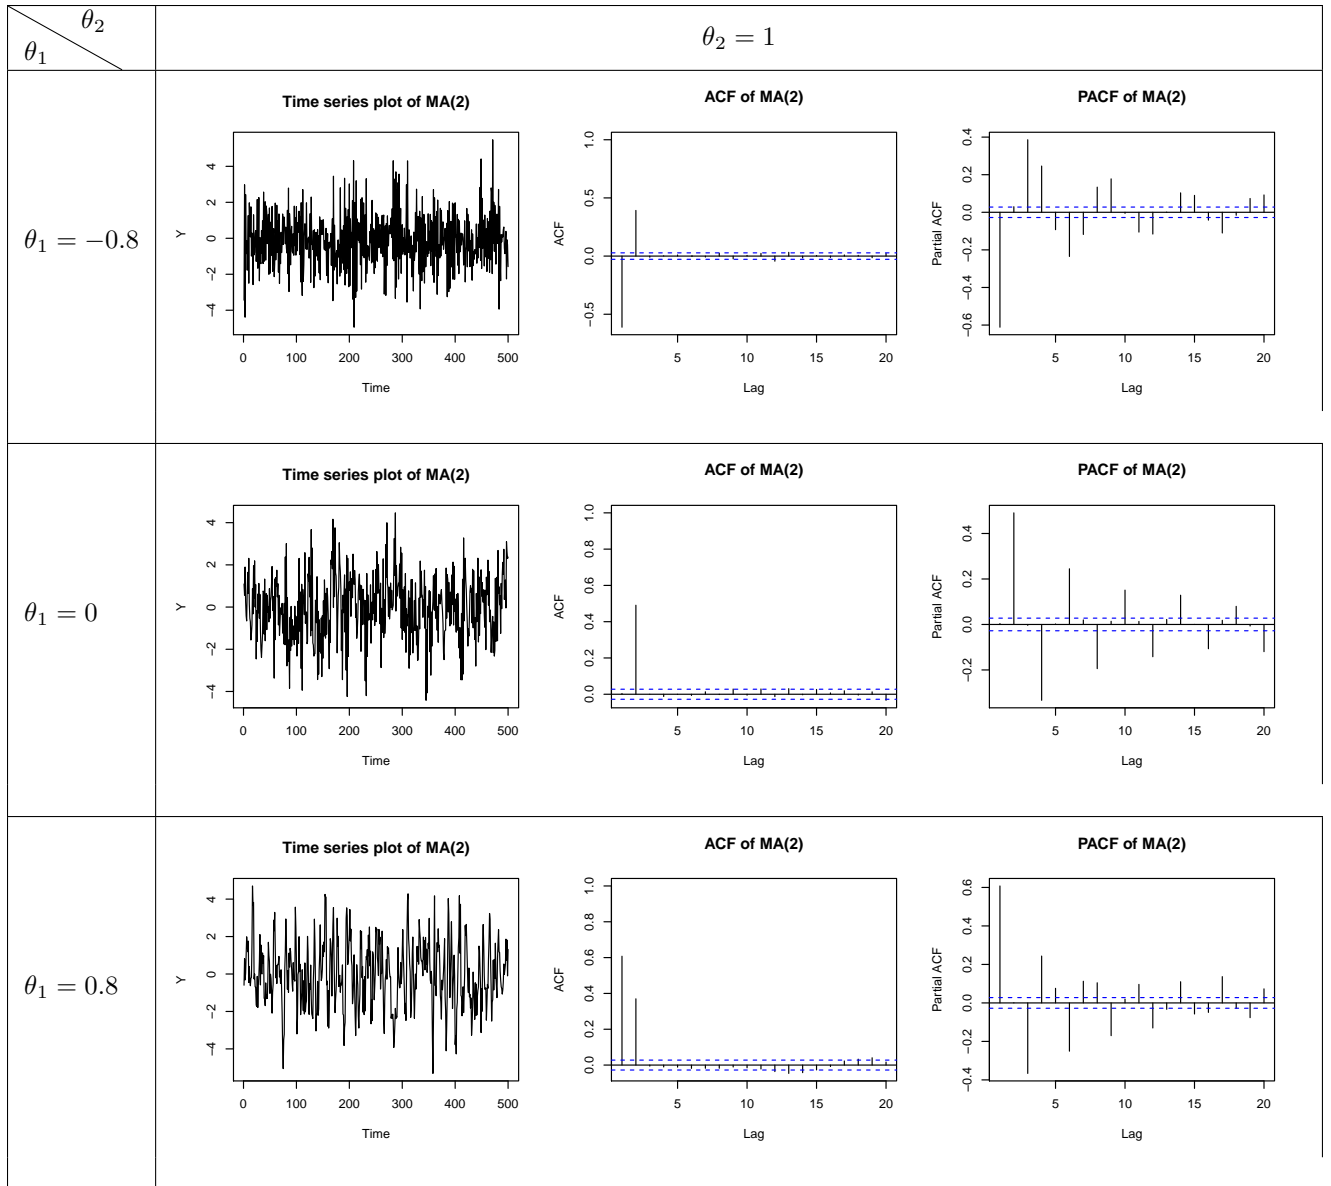 θ₂
θ₁
θ₂ = 1
θ₁ = −0.8
Time series plot of MA(2)
Y
4
2
0
−2
−4
0 100 200 300 400 500
Time
ACF of MA(2)
ACF
1.0
0.5
0.0
−0.5
5 10 15 20
Lag
PACF of MA(2)
Partial ACF
0.4
0.2
0.0
−0.2
−0.4
−0.6
5 10 15 20
Lag
θ₁ = 0
Time series plot of MA(2)
Y
4
2
0
−2
−4
0 100 200 300 400 500
Time
ACF of MA(2)
ACF
1.0
0.8
0.6
0.4
0.2
0.0
5 10 15 20
Lag
PACF of MA(2)
Partial ACF
0.4
0.2
0.0
−0.2
5 10 15 20
Lag
θ₁ = 0.8
Time series plot of MA(2)
Y
4
2
0
−2
−4
0 100 200 300 400 500
Time
ACF of MA(2)
ACF
1.0
0.8
0.6
0.4
0.2
0.0
5 10 15 20
Lag
PACF of MA(2)
Partial ACF
0.6
0.4
0.2
0.0
−0.2
−0.4
5 10 15 20
Lag